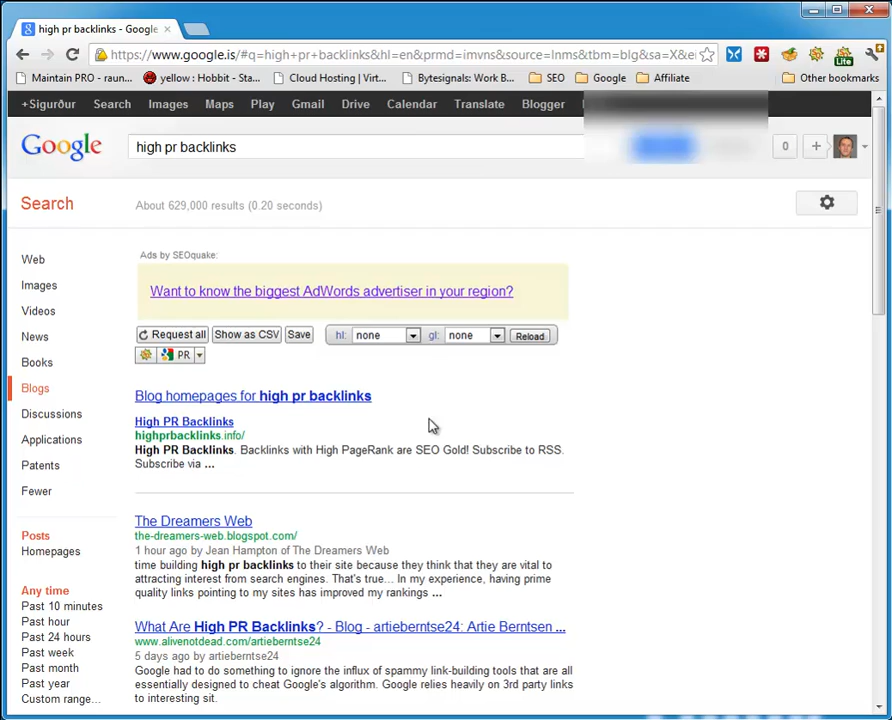 high pr backlinks - Google
https://www.google.is/#q=high+pr+backlinks&hl=en&prmd=imvns&source=lnms&tbm=blg&sa=X&e
Maintain PRO - raun... yellow : Hobbit - Sta... Cloud Hosting | Virt... Bytesignals: Work B... SEO Google Affiliate Other bookmarks
+Sigurður Search Images Maps Play Gmail Drive Calendar Translate Blogger
Google high pr backlinks 0 +
Search About 629,000 results (0.20 seconds)
Web
Images
Videos
News
Books
Blogs
Discussions
Applications
Patents
Fewer
Posts
Homepages
Any time
Past 10 minutes
Past hour
Past 24 hours
Past week
Past month
Past year
Custom range...
Ads by SEOquake:
Want to know the biggest AdWords advertiser in your region?
Request all Show as CSV Save hl: none gl: none Reload
PR
Blog homepages for high pr backlinks
High PR Backlinks
highprbacklinks.info/
High PR Backlinks. Backlinks with High PageRank are SEO Gold! Subscribe to RSS.
Subscribe via ...
The Dreamers Web
the-dreamers-web.blogspot.com/
1 hour ago by Jean Hampton of The Dreamers Web
time building high pr backlinks to their site because they think that they are vital to
attracting interest from search engines. That's true... In my experience, having prime
quality links pointing to my sites has improved my rankings ...
What Are High PR Backlinks? - Blog - artieberntse24: Artie Berntsen ...
www.alivenotdead.com/artieberntse24
5 days ago by artieberntse24
Google had to do something to ignore the influx of spammy link-building tools that are all
essentially designed to cheat Google's algorithm. Google relies heavily on 3rd party links
to interesting sit.